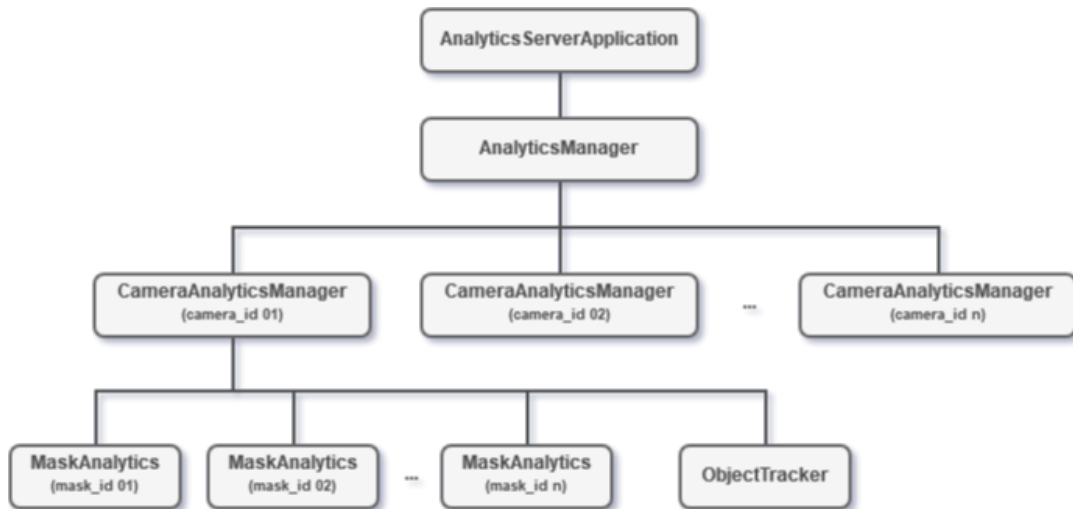 AnalyticsServerApplication
AnalyticsManager
CameraAnalyticsManager
(camera_id 01)
CameraAnalyticsManager
(camera_id 02)
...
CameraAnalyticsManager
(camera_id n)
MaskAnalytics
(mask_id 01)
MaskAnalytics
(mask_id 02)
...
MaskAnalytics
(mask_id n)
ObjectTracker